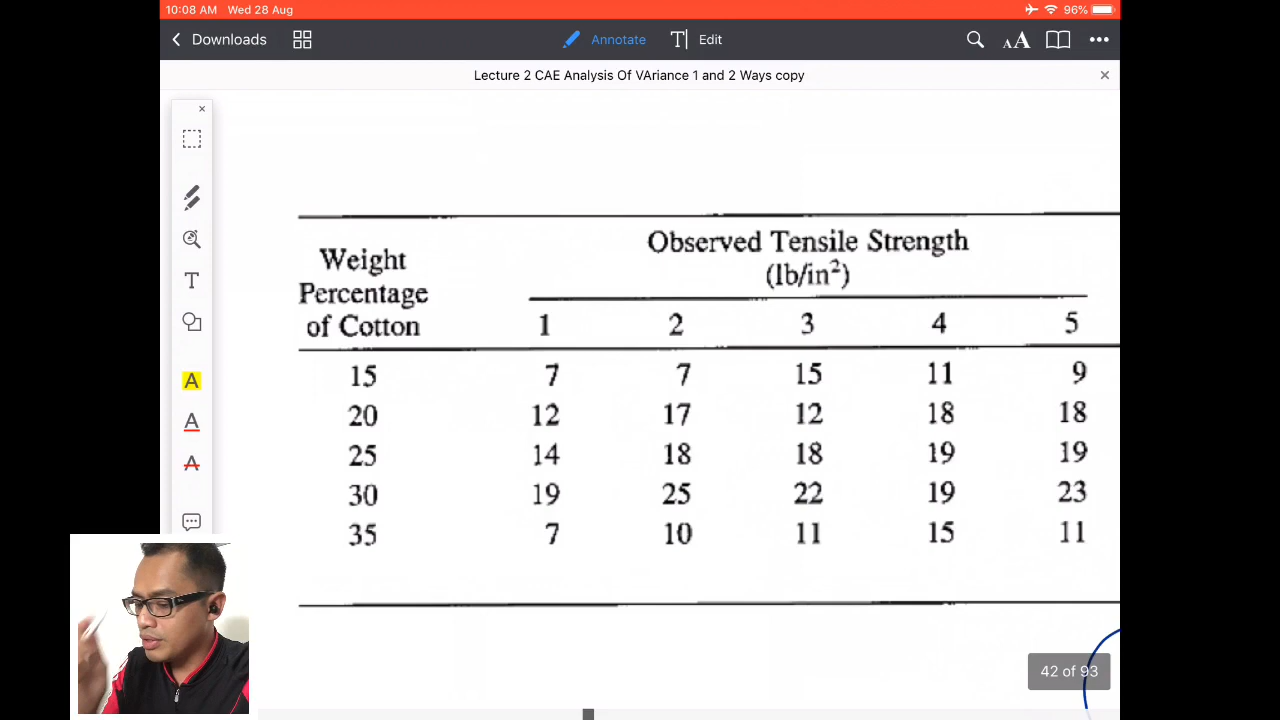 10:08 AM Wed 28 Aug 96%
Downloads Annotate T Edit AA
Lecture 2 CAE Analysis Of VAriance 1 and 2 Ways copy
Observed Tensile Strength
(lb/in²)
Weight
Percentage
of Cotton 1 2 3 4 5
15 7 7 15 11 9
20 12 17 12 18 18
25 14 18 18 19 19
30 19 25 22 19 23
35 7 10 11 15 11
T
A
A
A
42 of 93